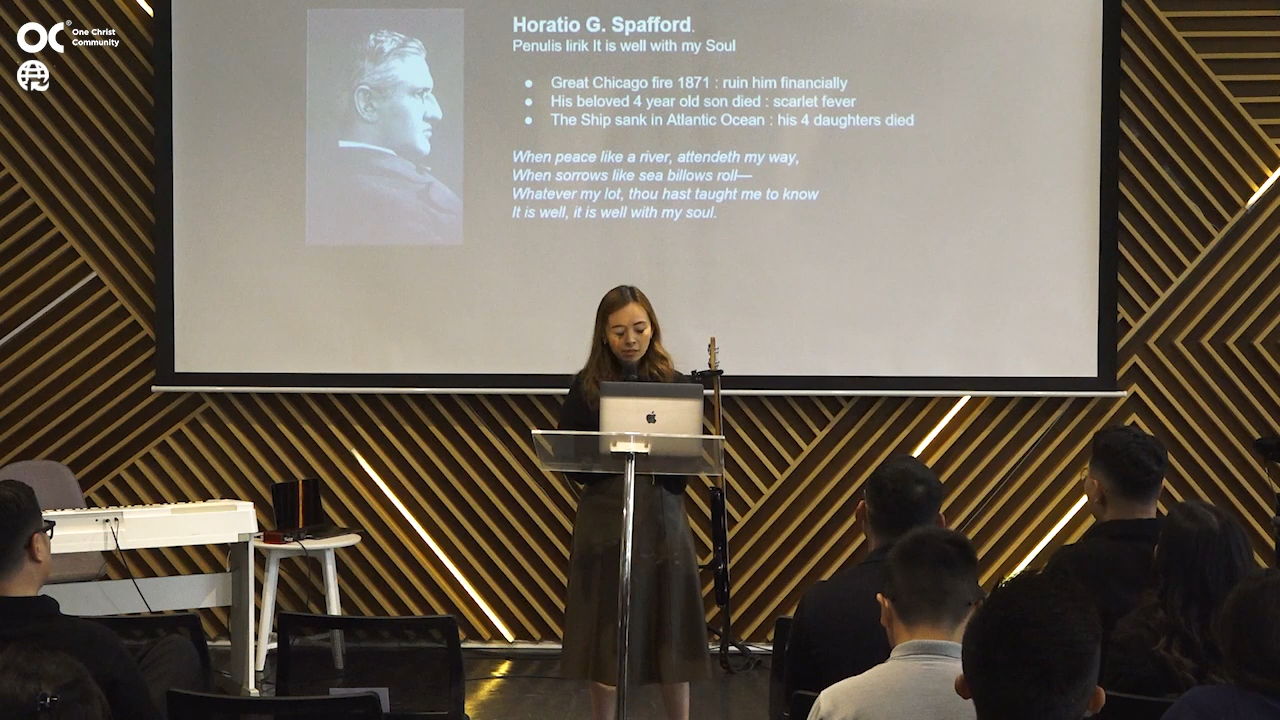 OC® One Christ
Community
Horatio G. Spafford.
Penulis lirik It is well with my Soul
● Great Chicago fire 1871 : ruin him financially
● His beloved 4 year old son died : scarlet fever
● The Ship sank in Atlantic Ocean : his 4 daughters died
When peace like a river, attendeth my way,
When sorrows like sea billows roll—
Whatever my lot, thou hast taught me to know
It is well, it is well with my soul.